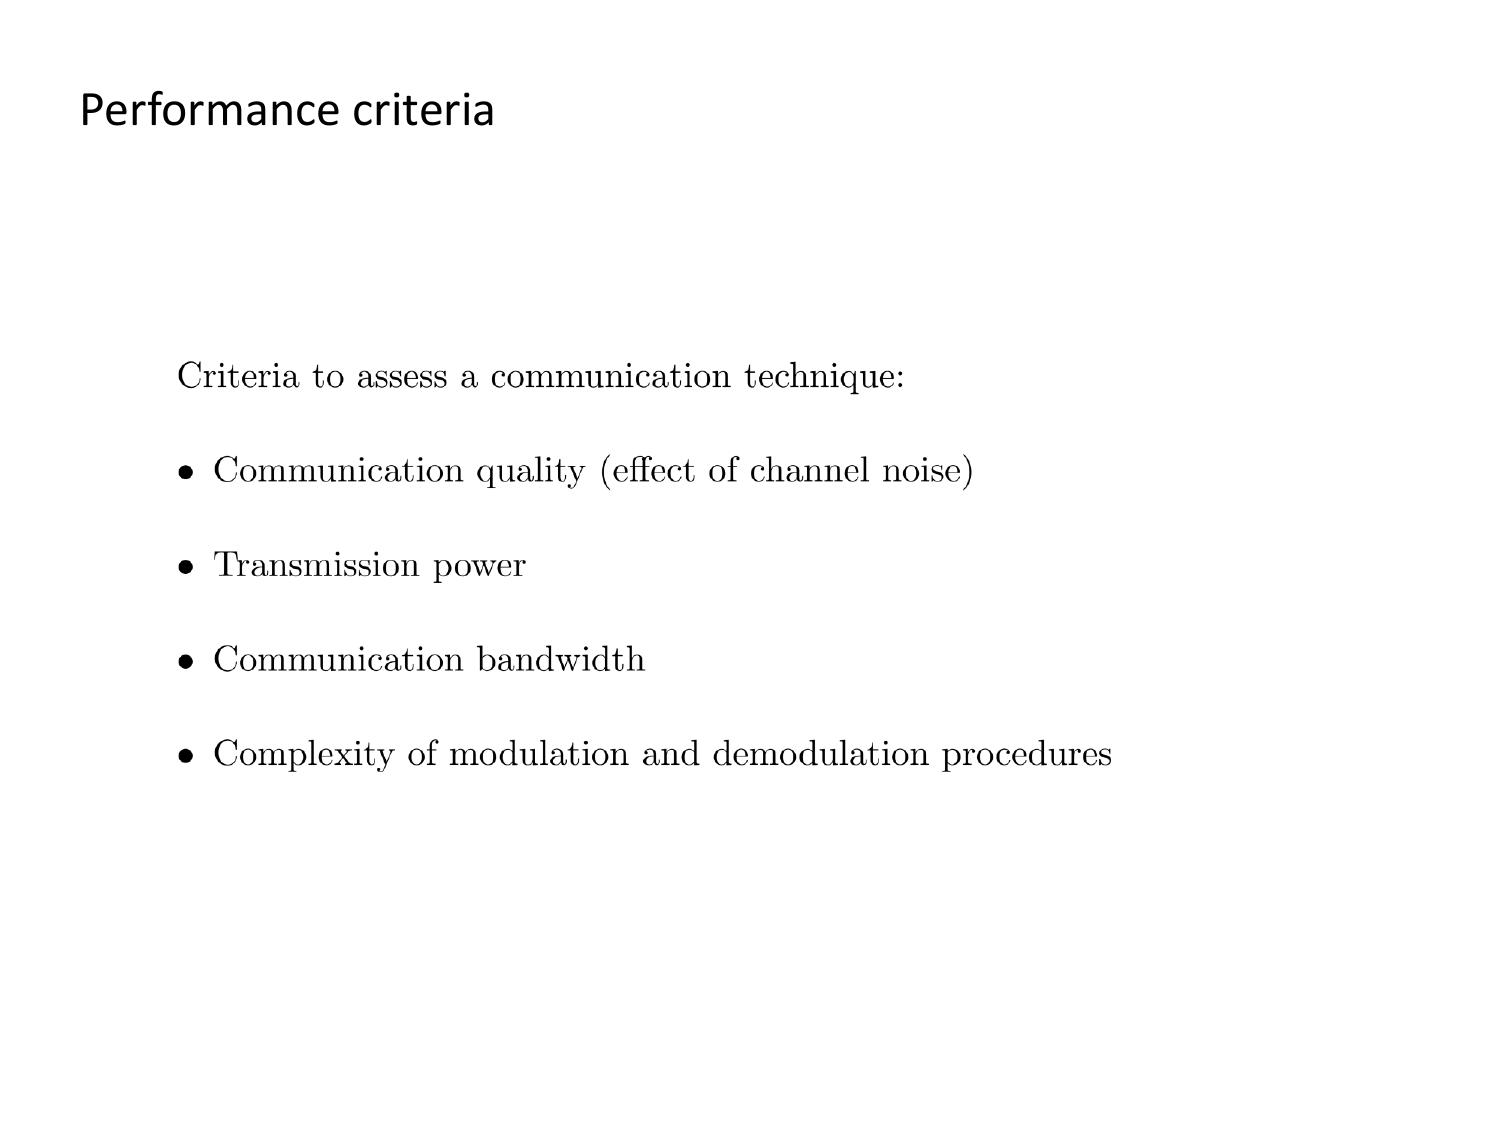 Performance criteria
Criteria to assess a communication technique:
• Communication quality (effect of channel noise)
• Transmission power
• Communication bandwidth
• Complexity of modulation and demodulation procedures